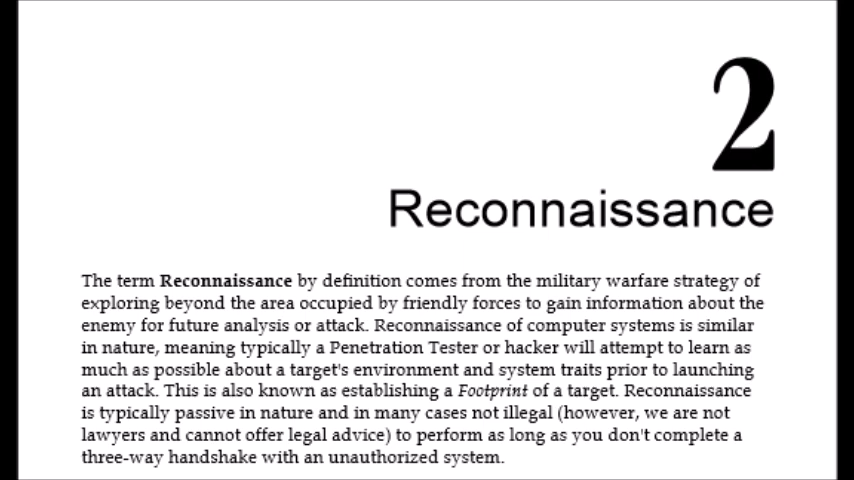 2
Reconnaissance
The term Reconnaissance by definition comes from the military warfare strategy of
exploring beyond the area occupied by friendly forces to gain information about the
enemy for future analysis or attack. Reconnaissance of computer systems is similar
in nature, meaning typically a Penetration Tester or hacker will attempt to learn as
much as possible about a target's environment and system traits prior to launching
an attack. This is also known as establishing a Footprint of a target. Reconnaissance
is typically passive in nature and in many cases not illegal (however, we are not
lawyers and cannot offer legal advice) to perform as long as you don't complete a
three-way handshake with an unauthorized system.